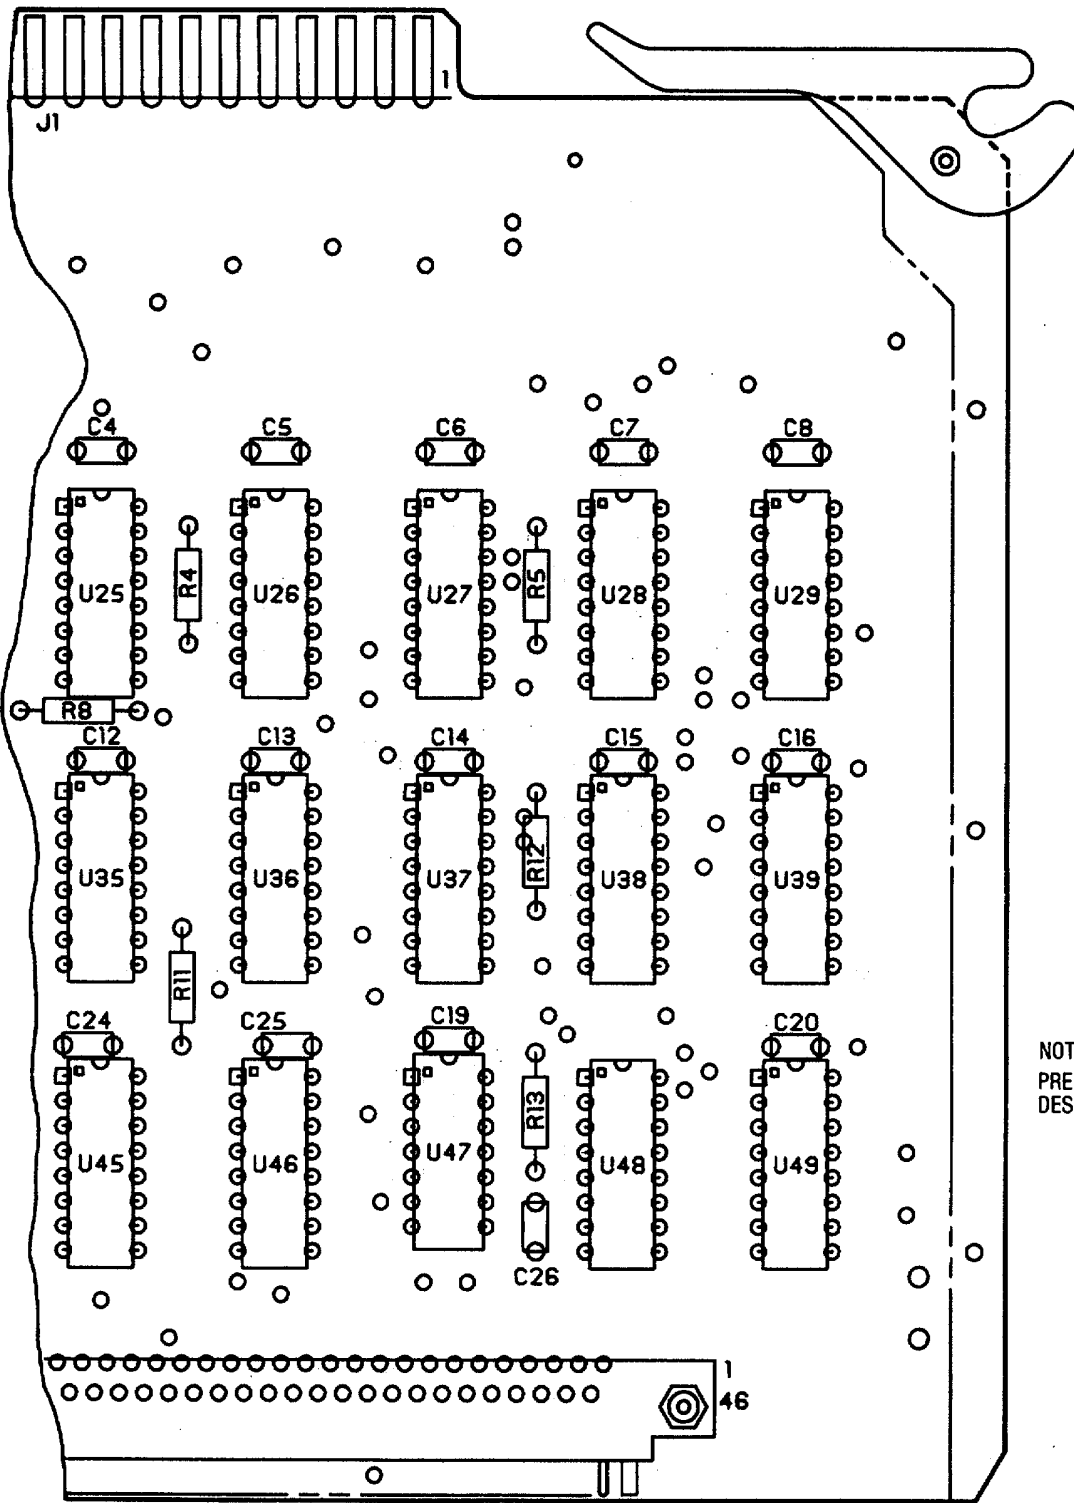 1
J1
C4 C5 C6 C7 C8
U25 R4 U26 U27 R5 U28 U29
R8
C12 C13 C14 C15 C16
U35 U36 U37 R12 U38 U39
R11
C24 C25 C19 C20
U45 U46 U47 R13 U48 U49
C26
1
46
NOT
PRE
DES